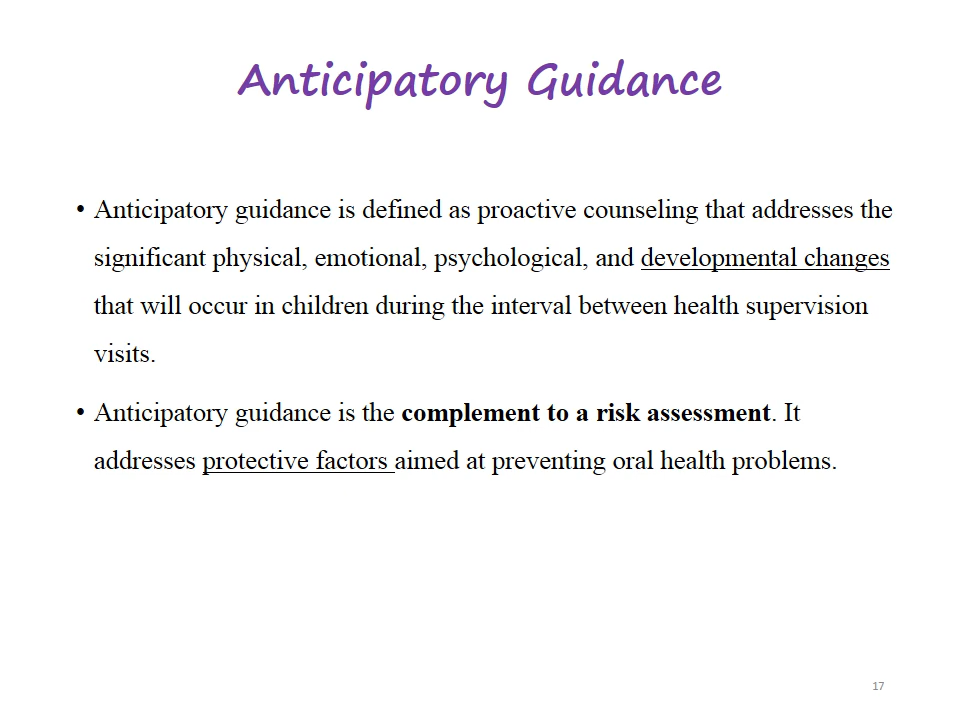 Anticipatory Guidance
• Anticipatory guidance is defined as proactive counseling that addresses the
significant physical, emotional, psychological, and developmental changes
that will occur in children during the interval between health supervision
visits.
• Anticipatory guidance is the complement to a risk assessment. It
addresses protective factors aimed at preventing oral health problems.
17